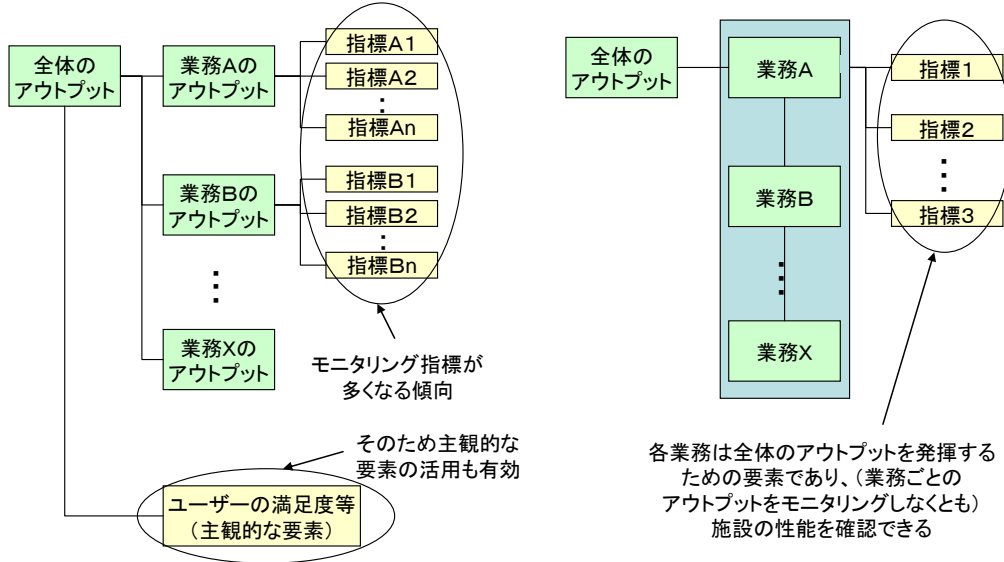 全体の
アウトプット
業務Aの
アウトプット
指標A1
指標A2
⋮
指標An
業務Bの
アウトプット
指標B1
指標B2
⋮
指標Bn
⋮
業務Xの
アウトプット
モニタリング指標が
多くなる傾向
そのため主観的な
要素の活用も有効
ユーザーの満足度等
(主観的な要素)
全体の
アウトプット
業務A
業務B
⋮
業務X
指標1
指標2
⋮
指標3
各業務は全体のアウトプットを発揮する
ための要素であり、(業務ごとの
アウトプットをモニタリングしなくとも)
施設の性能を確認できる